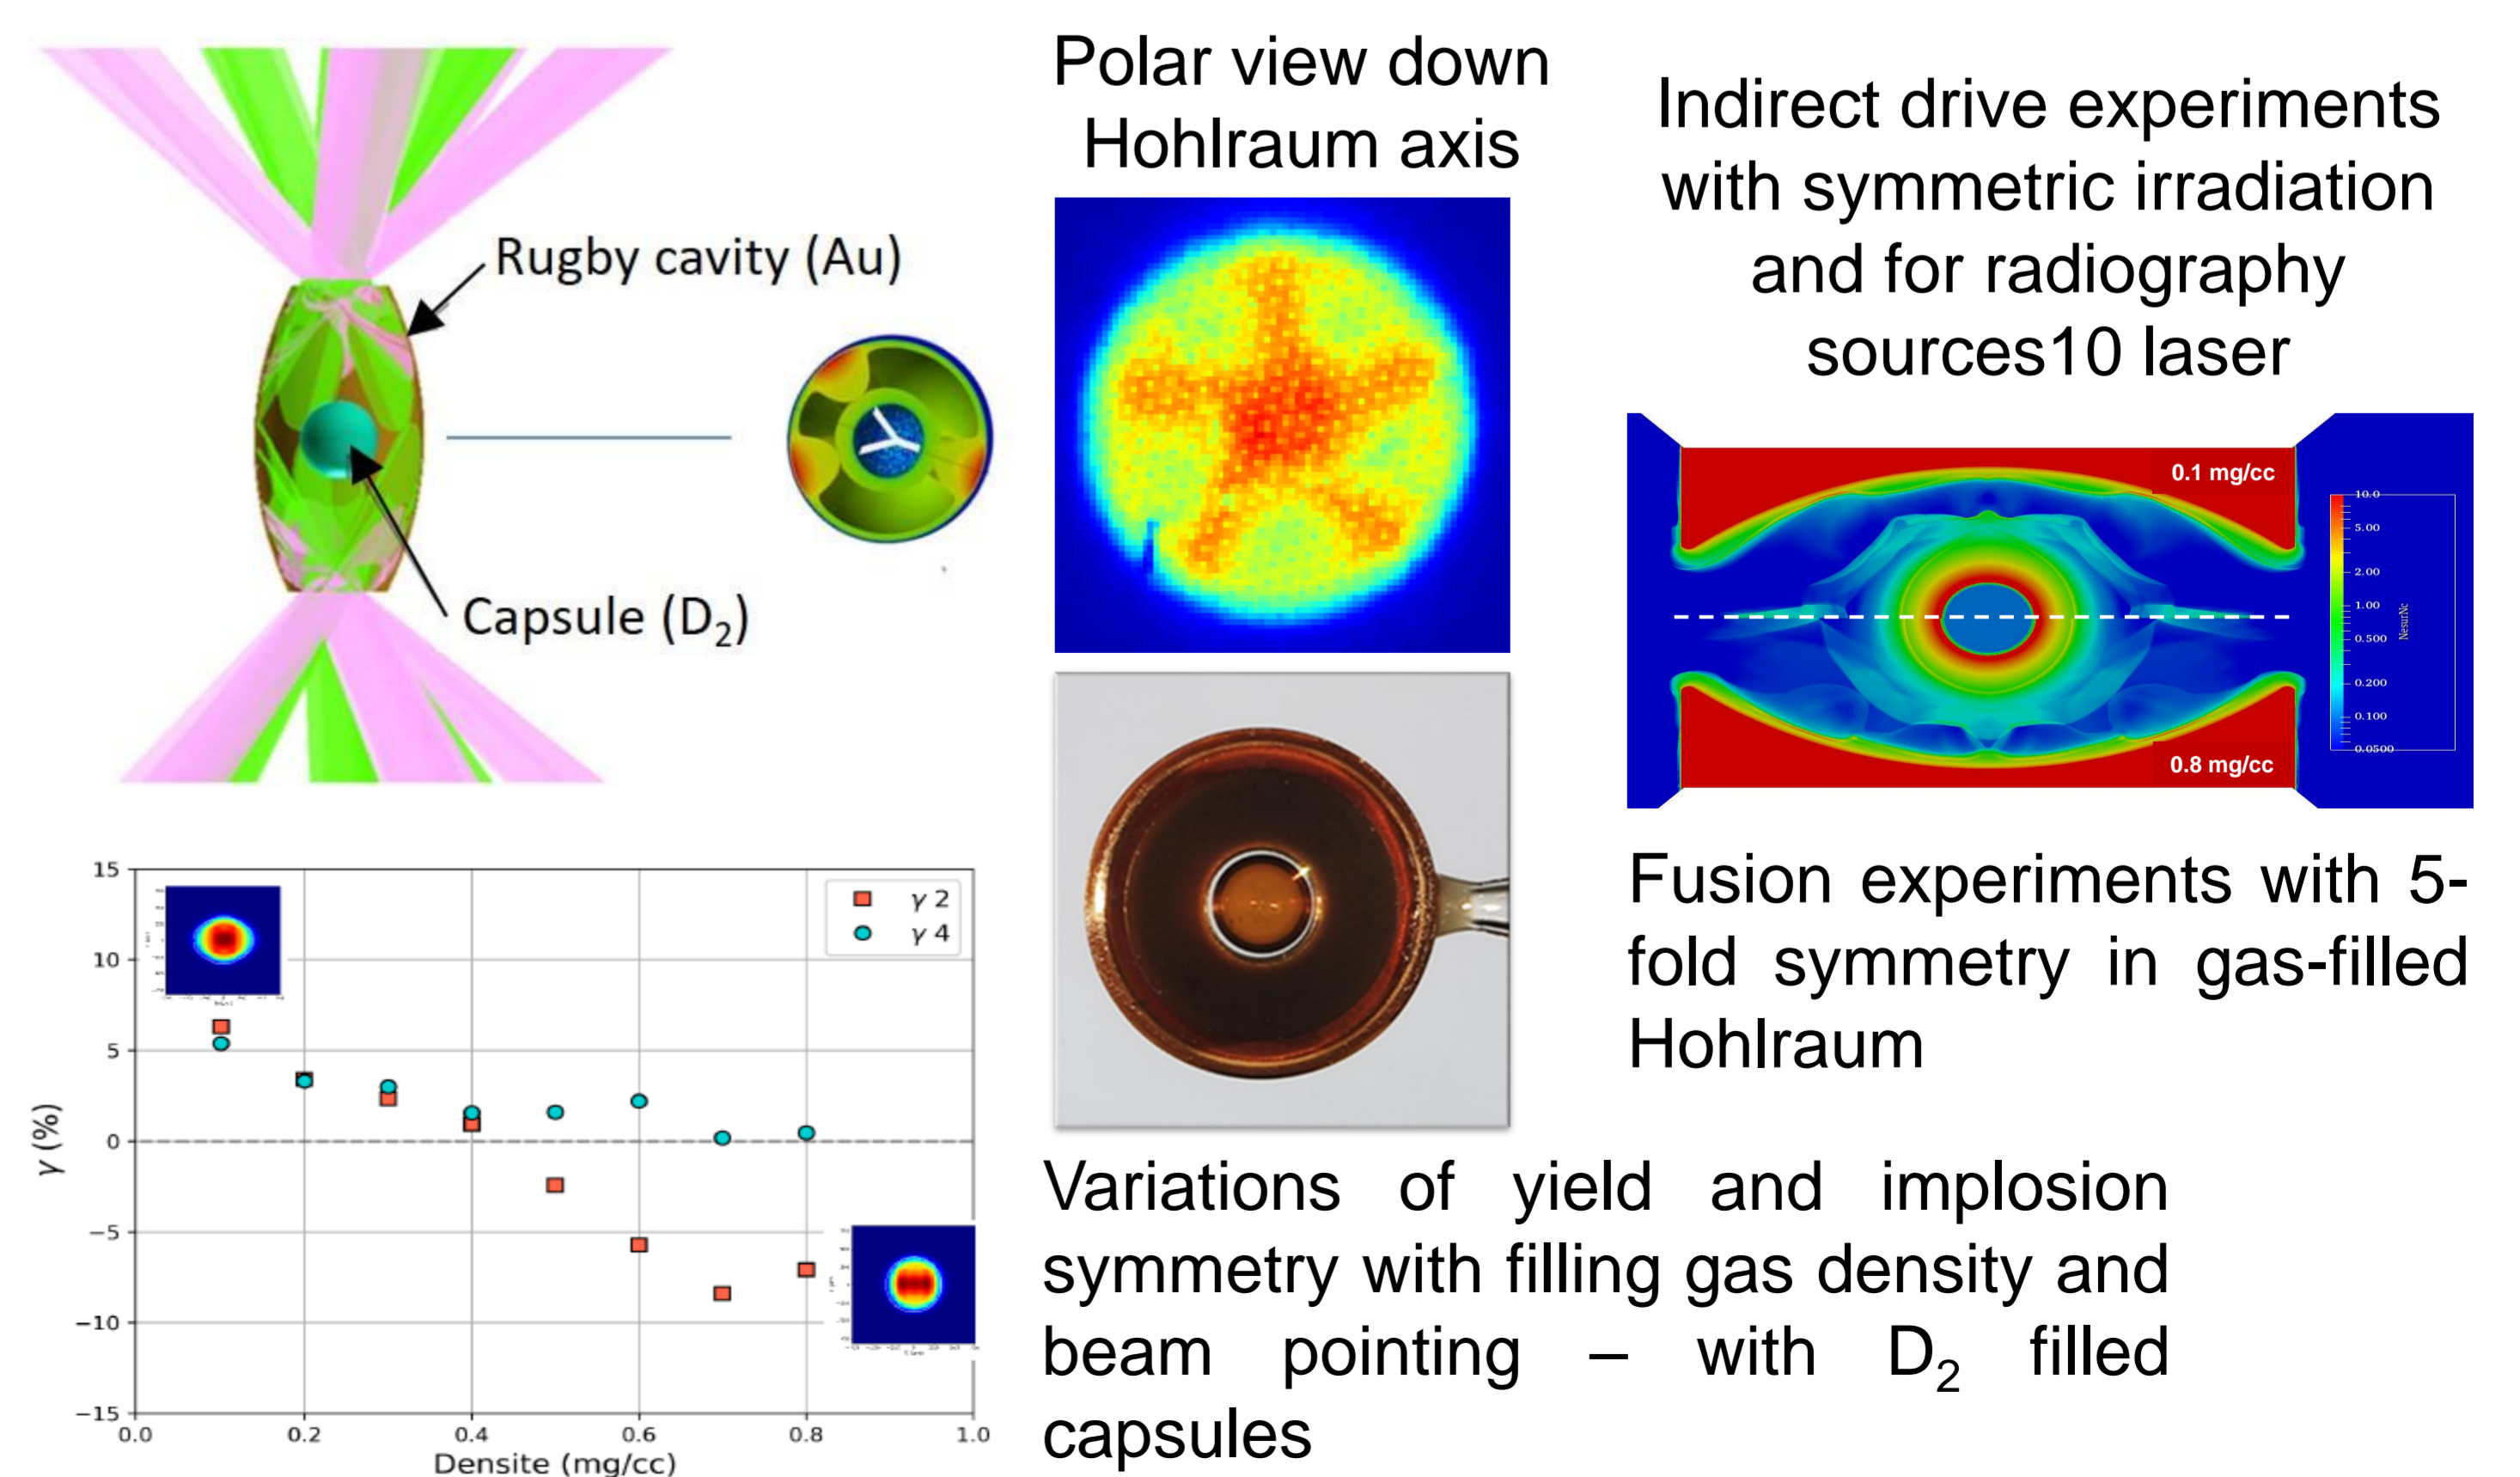 Rugby cavity (Au)
Capsule (D₂)
Polar view down
Hohlraum axis
Indirect drive experiments
with symmetric irradiation
and for radiography
sources10 laser
0.1 mg/cc
10.0
5.00
2.00
1.00
0.500
0.200
0.100
0.0500
NesurNc
0.8 mg/cc
Fusion experiments with 5-
fold symmetry in gas-filled
Hohlraum
15
10
5
0
−5
−10
−15
γ (%)
γ 2
γ 4
0.0 0.2 0.4 0.6 0.8 1.0
Densite (mg/cc)
Variations of yield and implosion
symmetry with filling gas density and
beam pointing – with D₂ filled
capsules